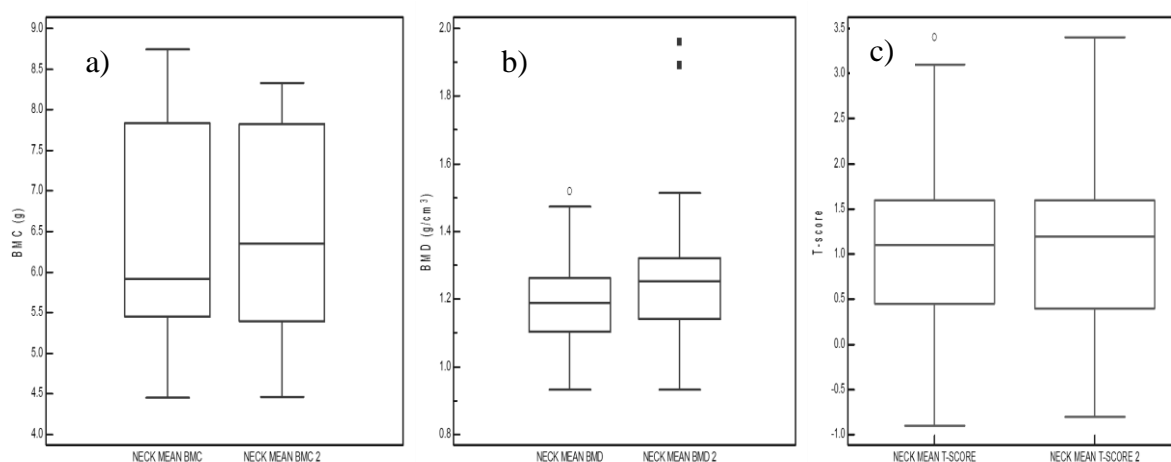 a)
BMC (g)
9.0
8.5
8.0
7.5
7.0
6.5
6.0
5.5
5.0
4.5
4.0
NECK MEAN BMC
NECK MEAN BMC 2
b)
BMD (g/cm³)
2.0
1.8
1.6
1.4
1.2
1.0
0.8
NECK MEAN BMD
NECK MEAN BMD 2
c)
T-score
3.5
3.0
2.5
2.0
1.5
1.0
0.5
0.0
-0.5
-1.0
NECK MEAN T-SCORE
NECK MEAN T-SCORE 2